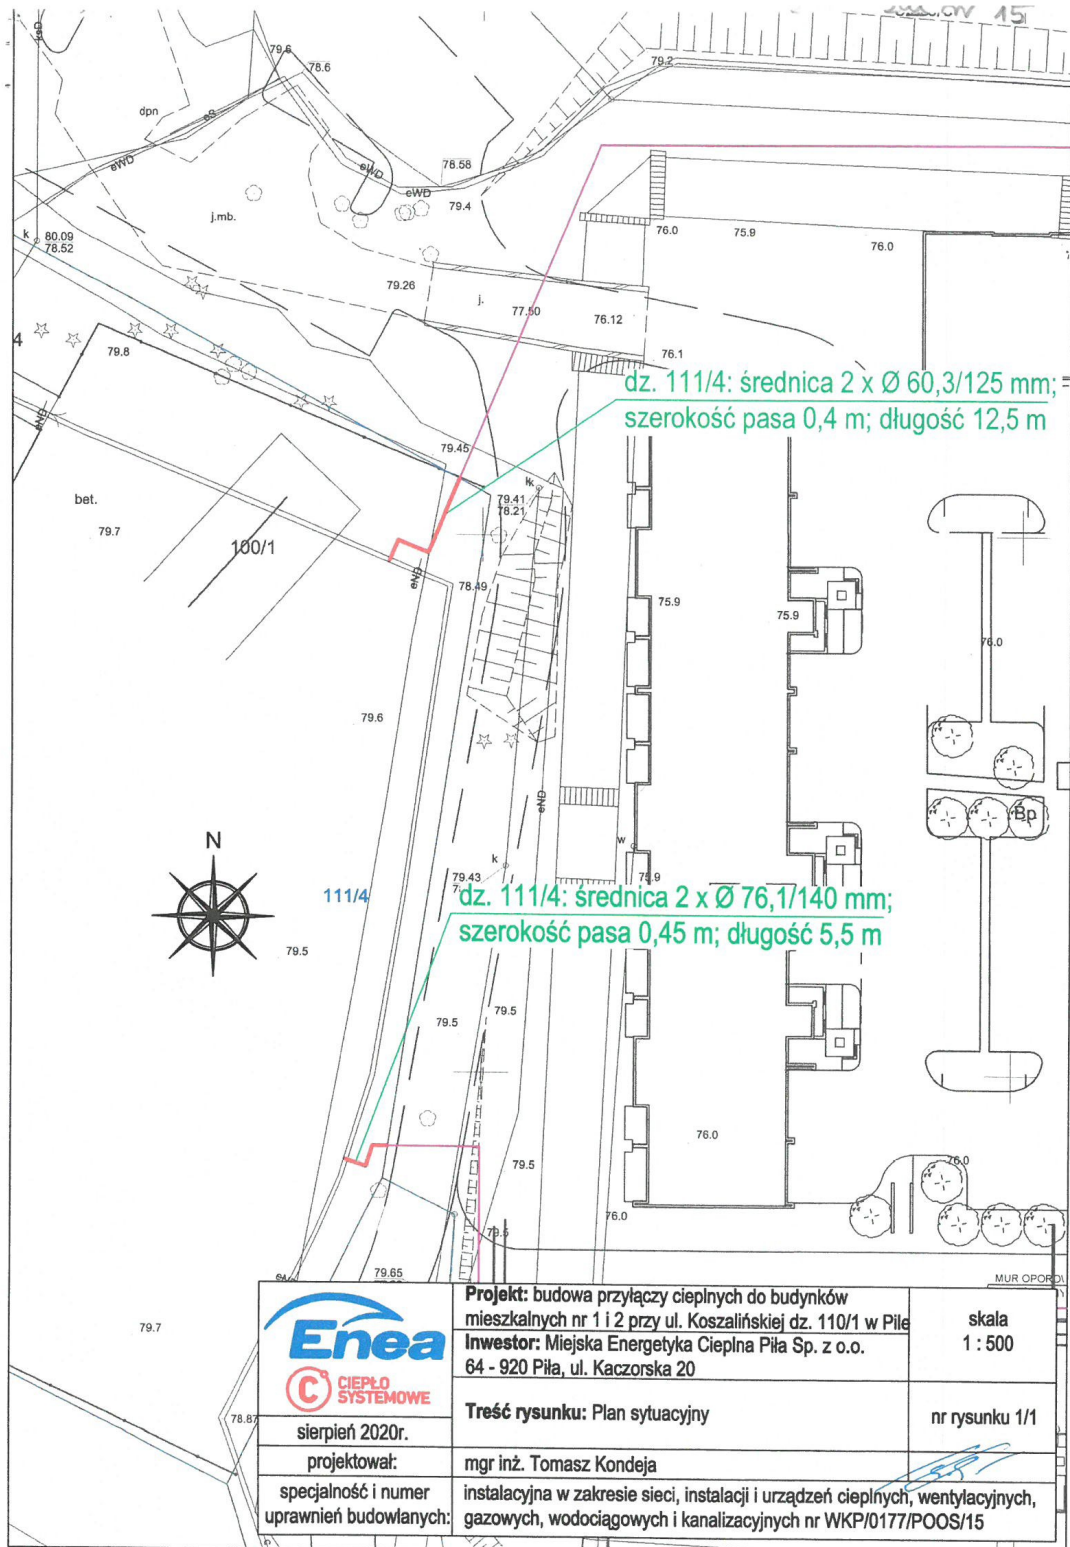 15
ksD
79.6
78.6
79.2
dpn
eS
eWD
78.58
eWD
eWD
79.4
j.mb.
k
80.09
78.52
76.0
75.9
76.0
79.26
j.
77.50
76.12
76.1
4
79.8
dz. 111/4: średnica 2 x Ø 60,3/125 mm;
szerokość pasa 0,4 m; długość 12,5 m
eND
79.45
k
79.41
78.21
bet.
79.7
100/1
eND
78.49
75.9
75.9
76.0
79.6
eND
Bp
N
w
k
79.43
75.9
111/4
dz. 111/4: średnica 2 x Ø 76,1/140 mm;
szerokość pasa 0,45 m; długość 5,5 m
79.5
79.5
79.5
76.0
79.5
76.0
76.0
79.5
79.65
MUR OPOROW
79.7
78.87
Enea
C
CIEPŁO
SYSTEMOWE
sierpień 2020r.
Projekt: budowa przyłączy cieplnych do budynków
mieszkalnych nr 1 i 2 przy ul. Koszalińskiej dz. 110/1 w Pile
Inwestor: Miejska Energetyka Cieplna Piła Sp. z o.o.
64 - 920 Piła, ul. Kaczorska 20
skala
1 : 500
Treść rysunku: Plan sytuacyjny
nr rysunku 1/1
projektował:
mgr inż. Tomasz Kondeja
specjalność i numer
uprawnień budowlanych:
instalacyjna w zakresie sieci, instalacji i urządzeń cieplnych, wentylacyjnych,
gazowych, wodociągowych i kanalizacyjnych nr WKP/0177/POOS/15